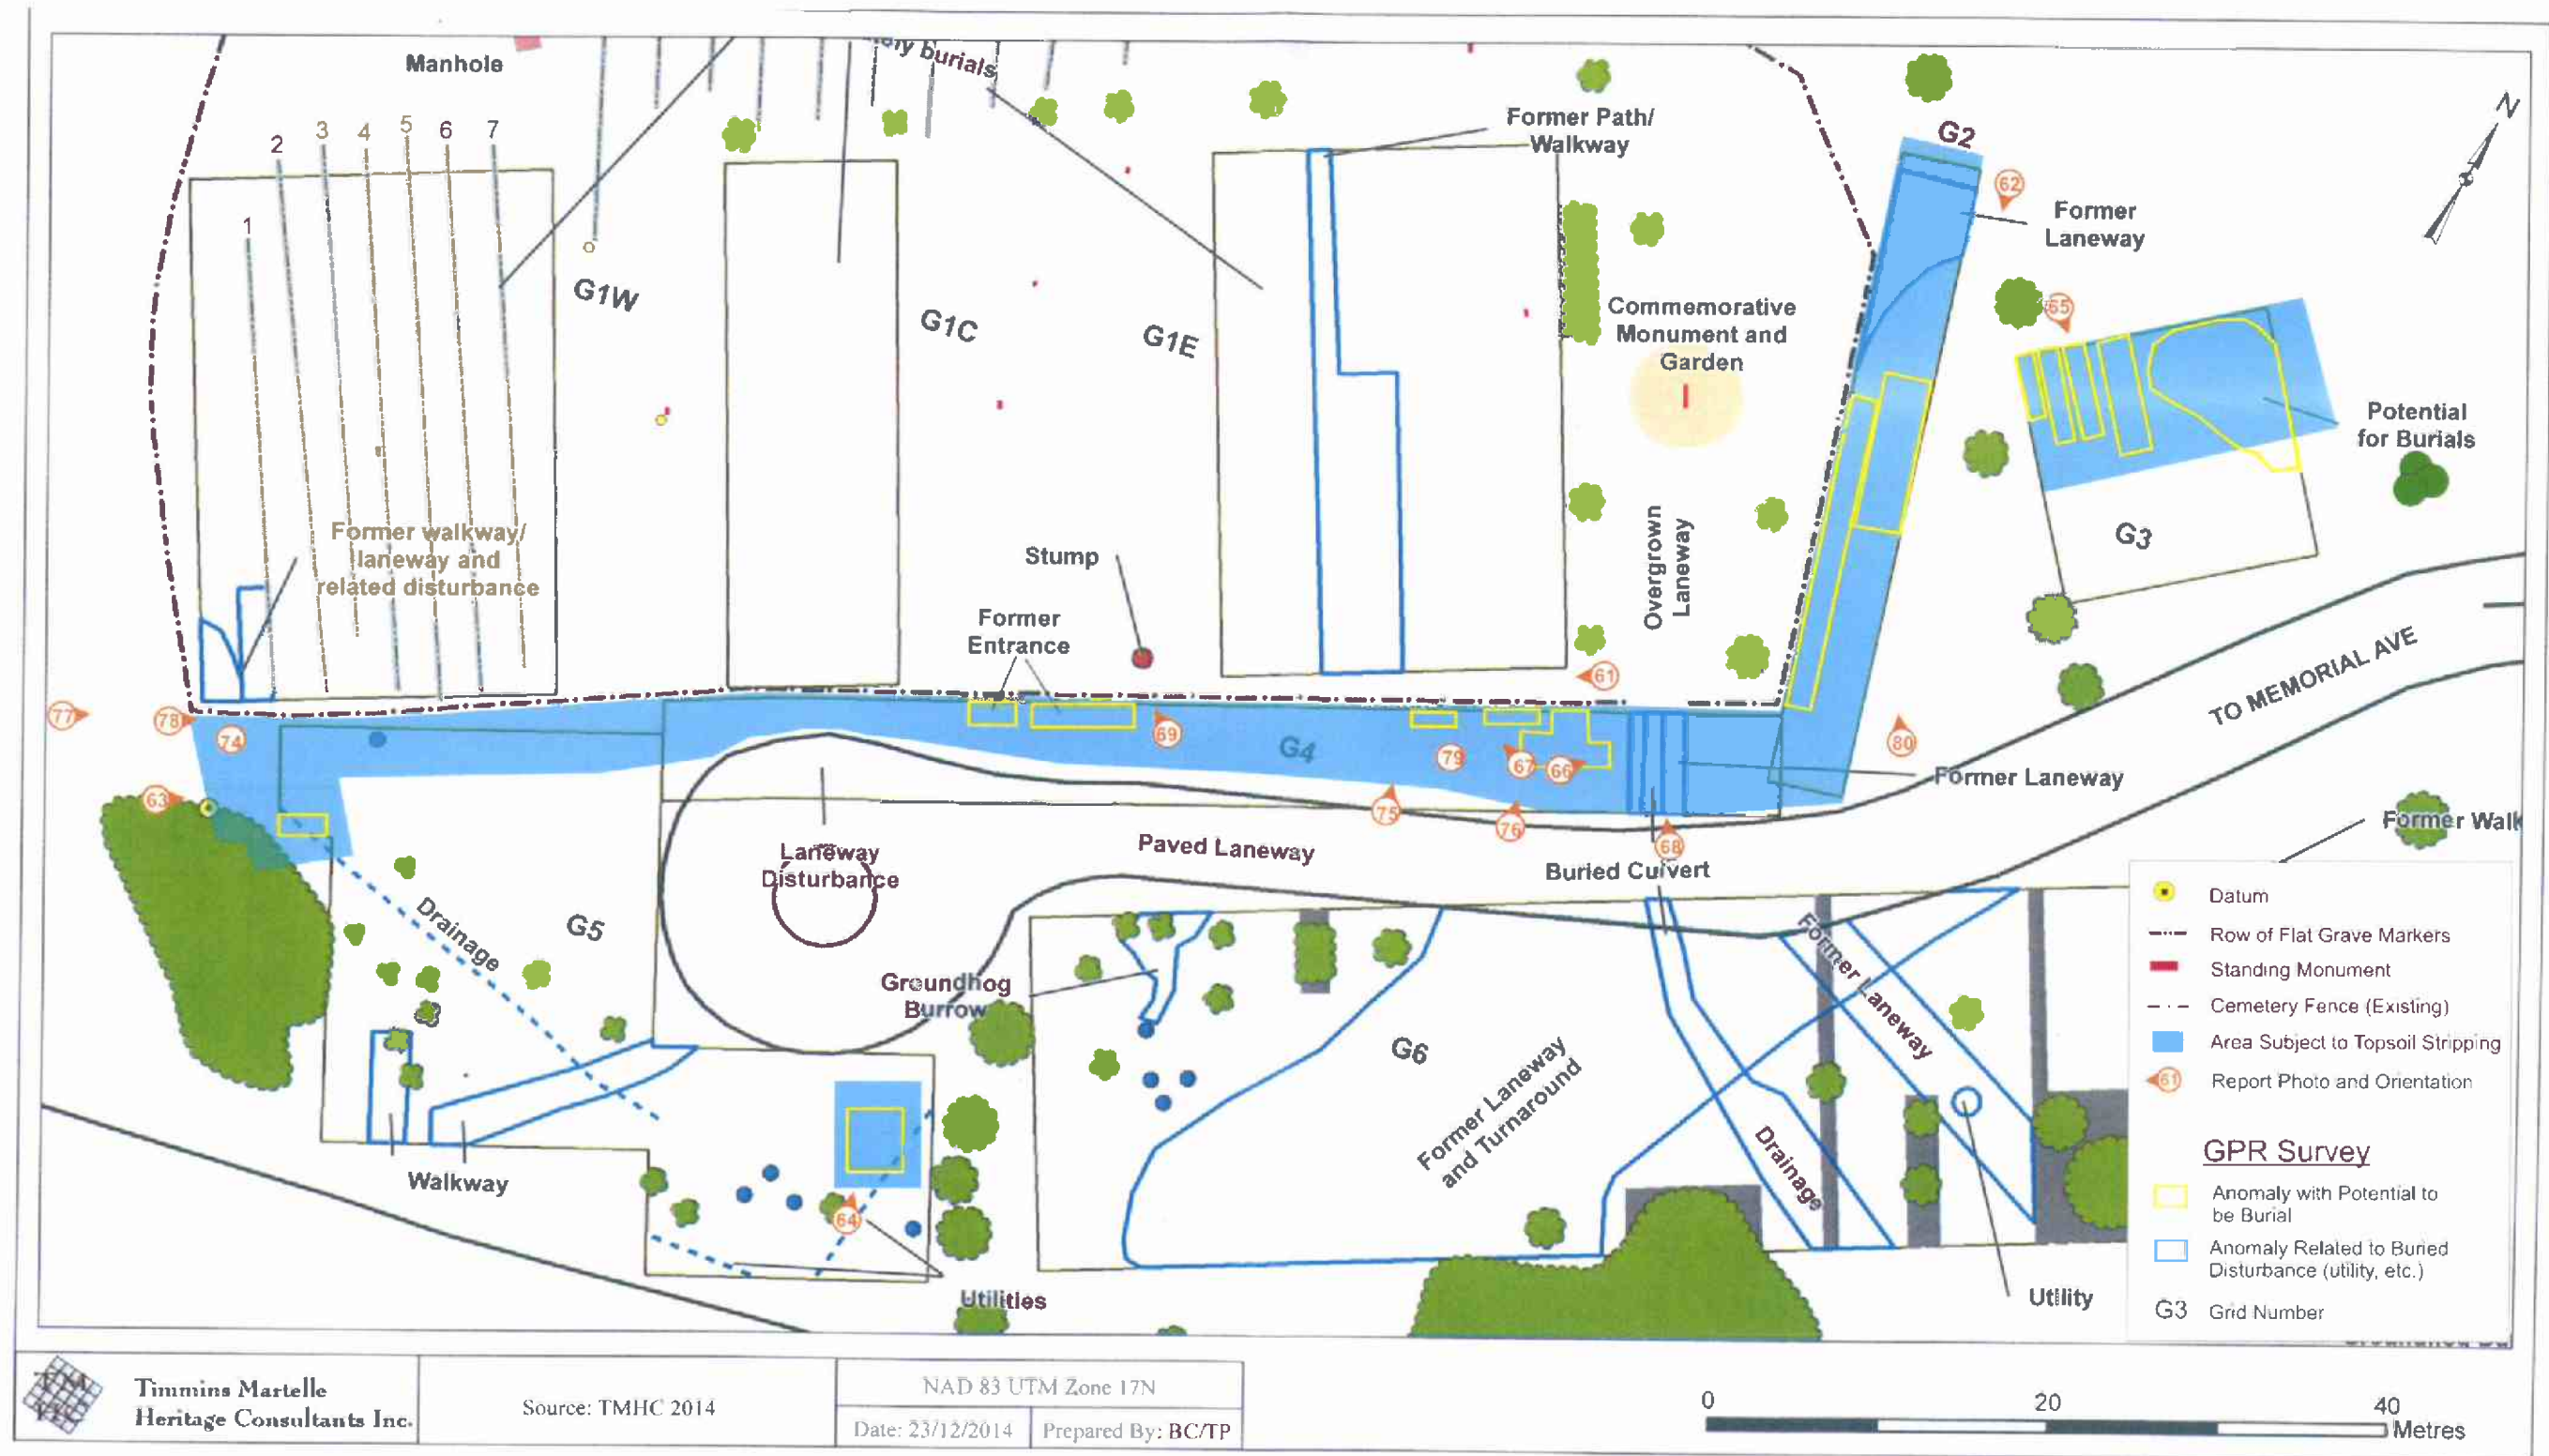 Manhole
burials
Former Path/
Walkway
G2
N
1
2
3
4
5
6
7
62
Former
Laneway
G1W
G1C
G1E
65
Commemorative
Monument and
Garden
Potential
for Burials
Former walkway/
laneway and
related disturbance
Stump
Overgrown
Laneway
G3
Former
Entrance
61
TO MEMORIAL AVE
77
78
74
69
G4
79
67
66
80
Former Laneway
63
75
76
68
Former Walk
Laneway
Disturbance
Paved Laneway
Buried Culvert
Drainage
G5
Groundhog
Burrow
G6
Former Laneway
and Turnaround
Former Laneway
Drainage
Walkway
64
Utilities
Utility
Datum
Row of Flat Grave Markers
Standing Monument
Cemetery Fence (Existing)
Area Subject to Topsoil Stripping
61
Report Photo and Orientation
GPR Survey
Anomaly with Potential to
be Burial
Anomaly Related to Buried
Disturbance (utility, etc.)
G3
Grid Number
Timmins Martelle
Heritage Consultants Inc.
Source: TMHC 2014
NAD 83 UTM Zone 17N
Date: 23/12/2014
Prepared By: BC/TP
0
20
40
Metres